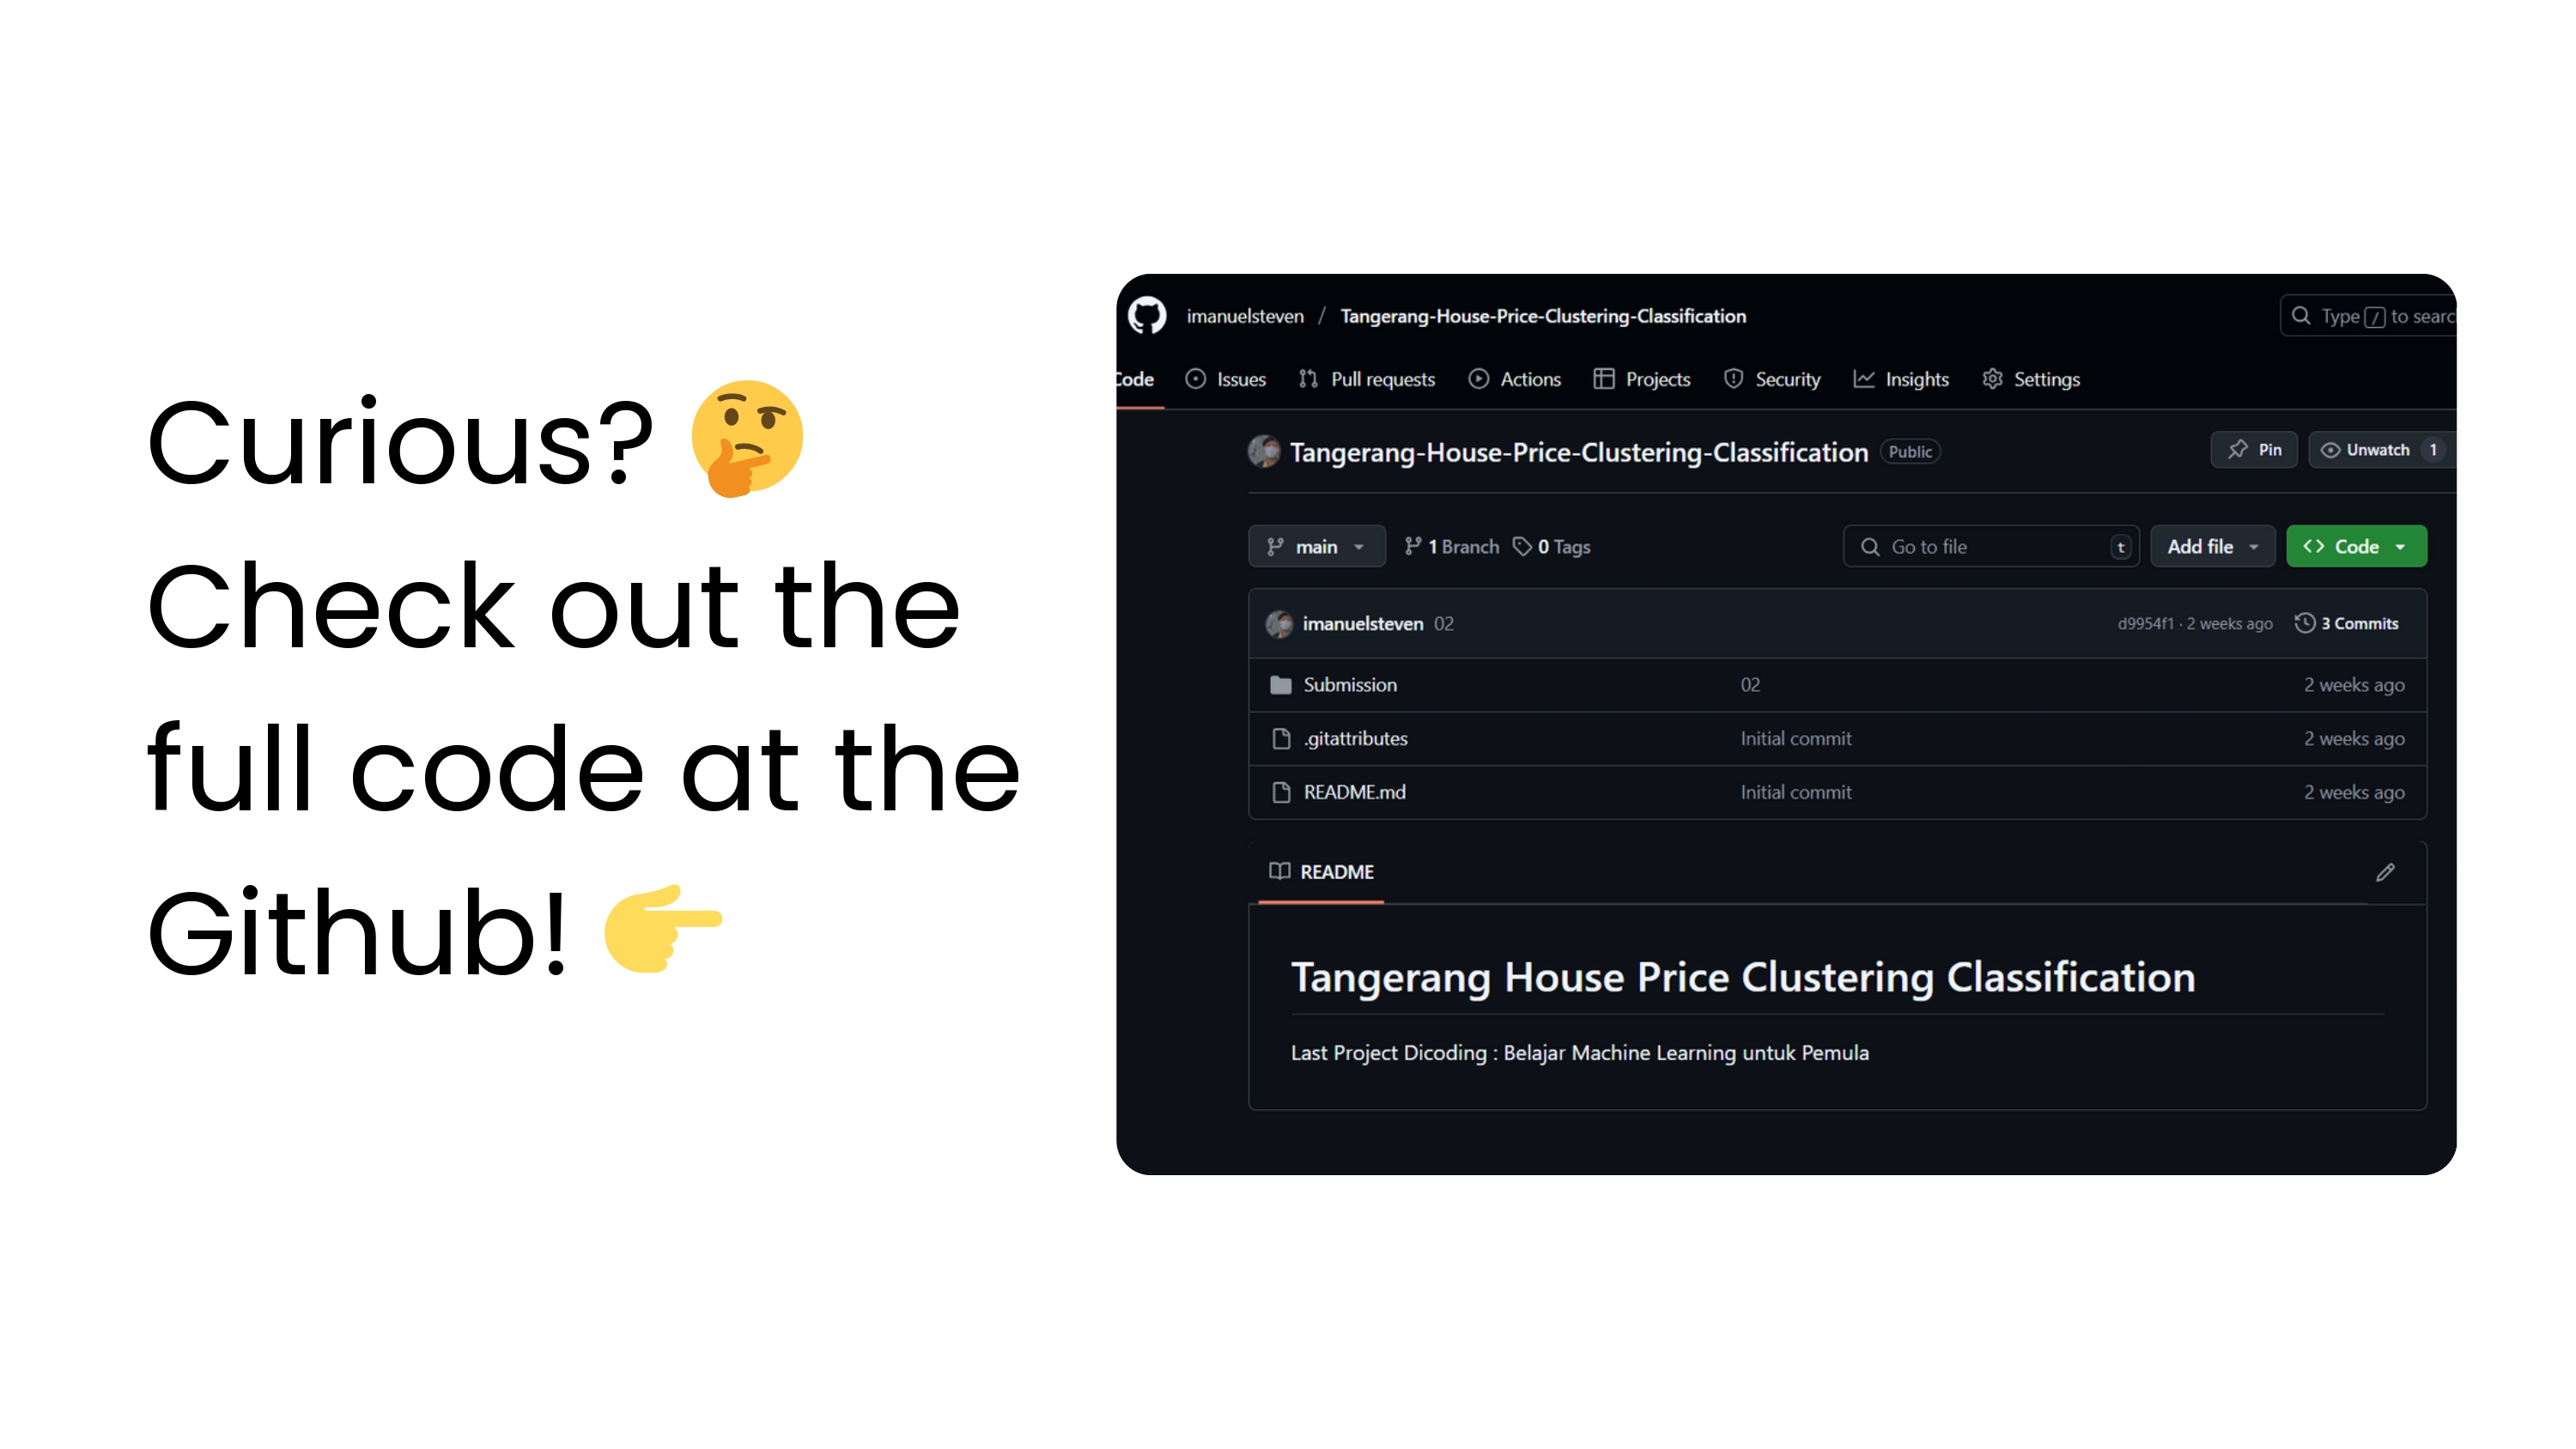 Curious? 🤔
Check out the
full code at the
Github! 👉
imanuelsteven / Tangerang-House-Price-Clustering-Classification
Type / to searc
Code Issues Pull requests Actions Projects Security Insights Settings
Tangerang-House-Price-Clustering-Classification Public
Pin Unwatch 1
main 1 Branch 0 Tags Go to file t Add file <> Code
imanuelsteven 02 d9954f1 · 2 weeks ago 3 Commits
Submission 02 2 weeks ago
.gitattributes Initial commit 2 weeks ago
README.md Initial commit 2 weeks ago
README
Tangerang House Price Clustering Classification
Last Project Dicoding : Belajar Machine Learning untuk Pemula